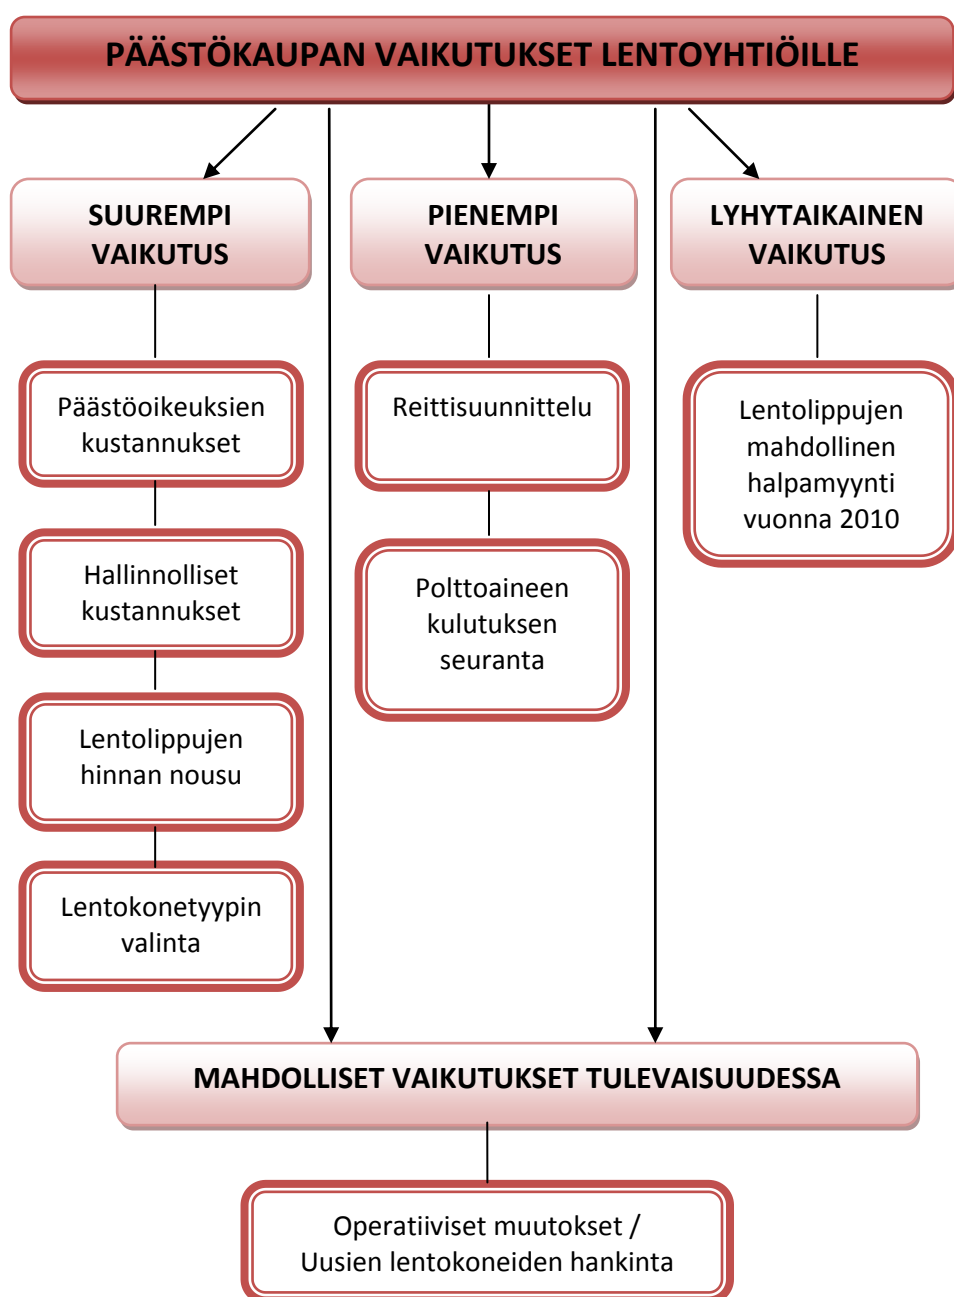 PÄÄSTÖKAUPAN VAIKUTUKSET LENTOYHTIÖILLE
SUUREMPI
VAIKUTUS
Päästöoikeuksien
kustannukset
Hallinnolliset
kustannukset
Lentolippujen
hinnan nousu
Lentokonetyypin
valinta
PIENEMPI
VAIKUTUS
Reittisuunnittelu
Polttoaineen
kulutuksen
seuranta
LYHYTAIKAINEN
VAIKUTUS
Lentolippujen
mahdollinen
halpamyynti
vuonna 2010
MAHDOLLISET VAIKUTUKSET TULEVAISUUDESSA
Operatiiviset muutokset /
Uusien lentokoneiden hankinta